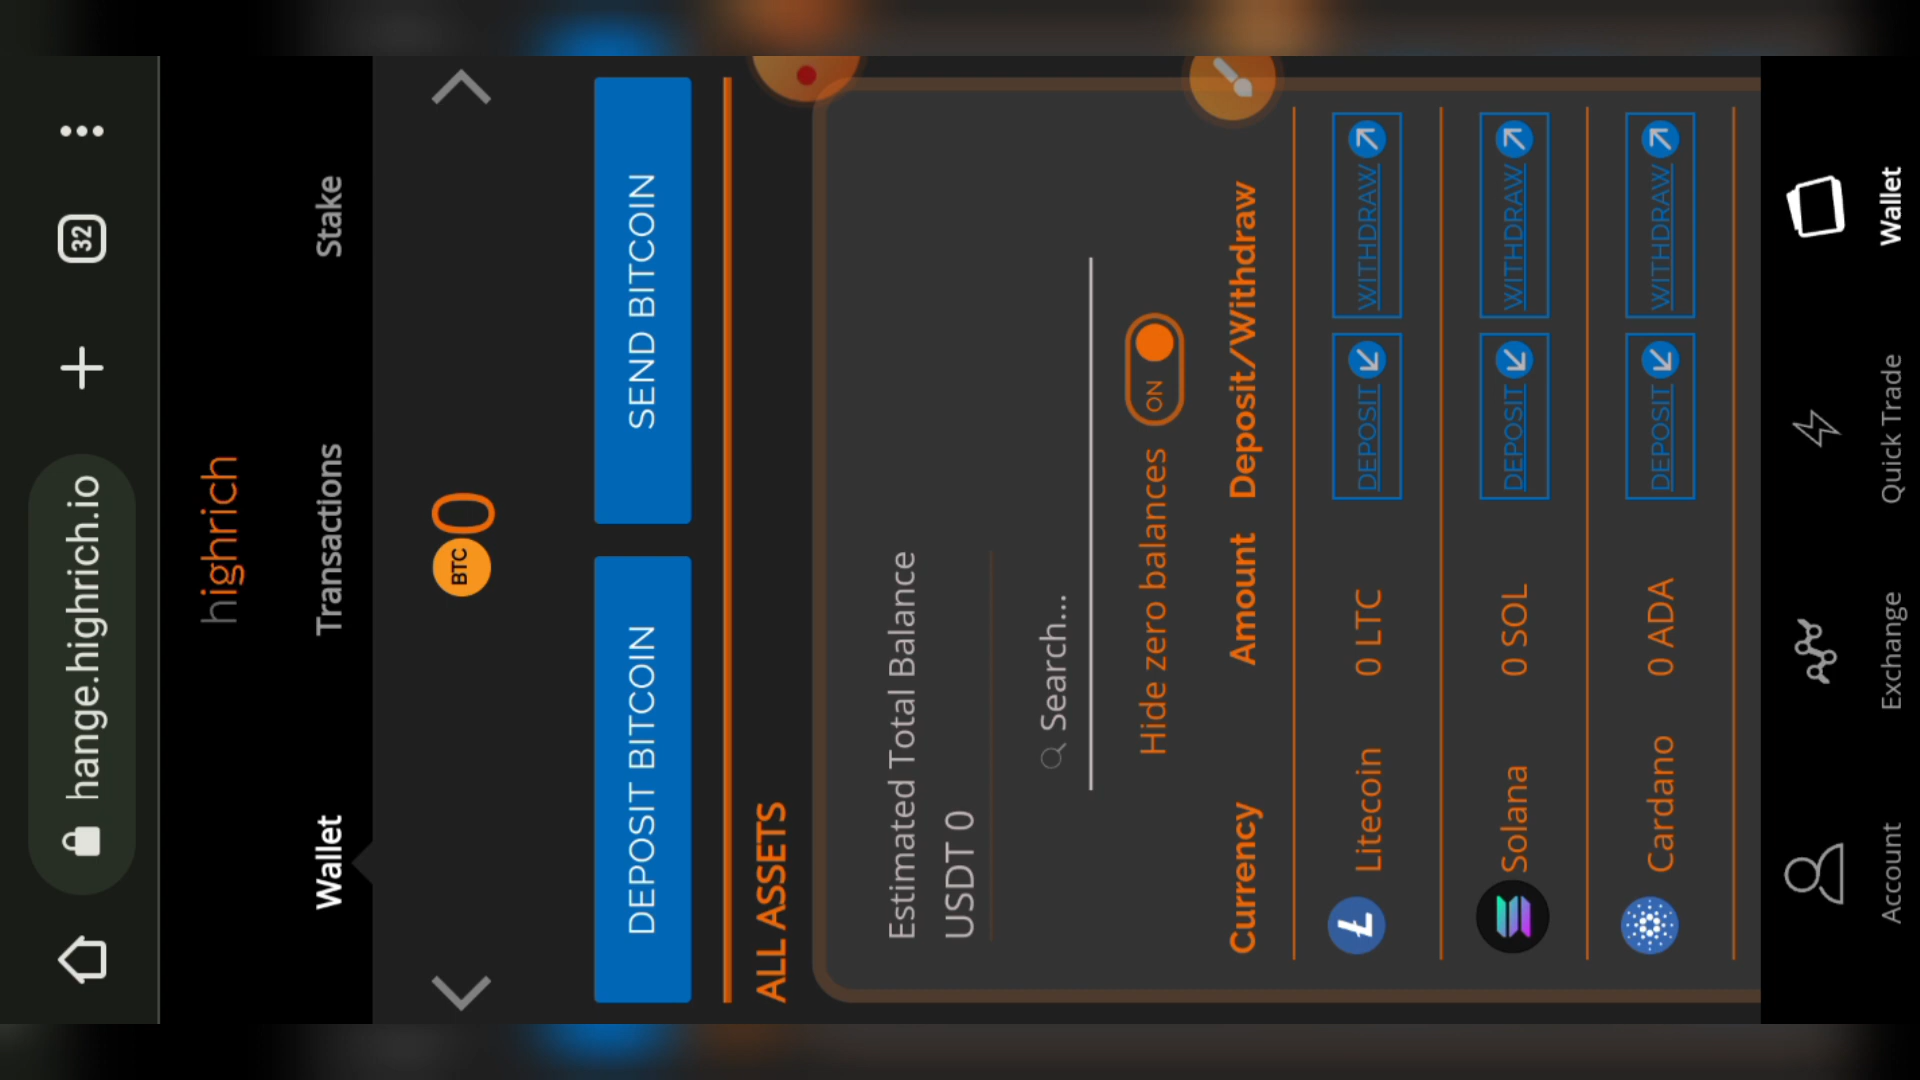 32
hange.highrich.io
highrich
Wallet Transactions Stake
BTC 0
DEPOSIT BITCOIN SEND BITCOIN
ALL ASSETS
Estimated Total Balance
USDT 0
Search...
Hide zero balances ON
Currency Amount Deposit/Withdraw
Litecoin 0 LTC DEPOSIT WITHDRAW
Solana 0 SOL DEPOSIT WITHDRAW
Cardano 0 ADA DEPOSIT WITHDRAW
Account Exchange Quick Trade Wallet